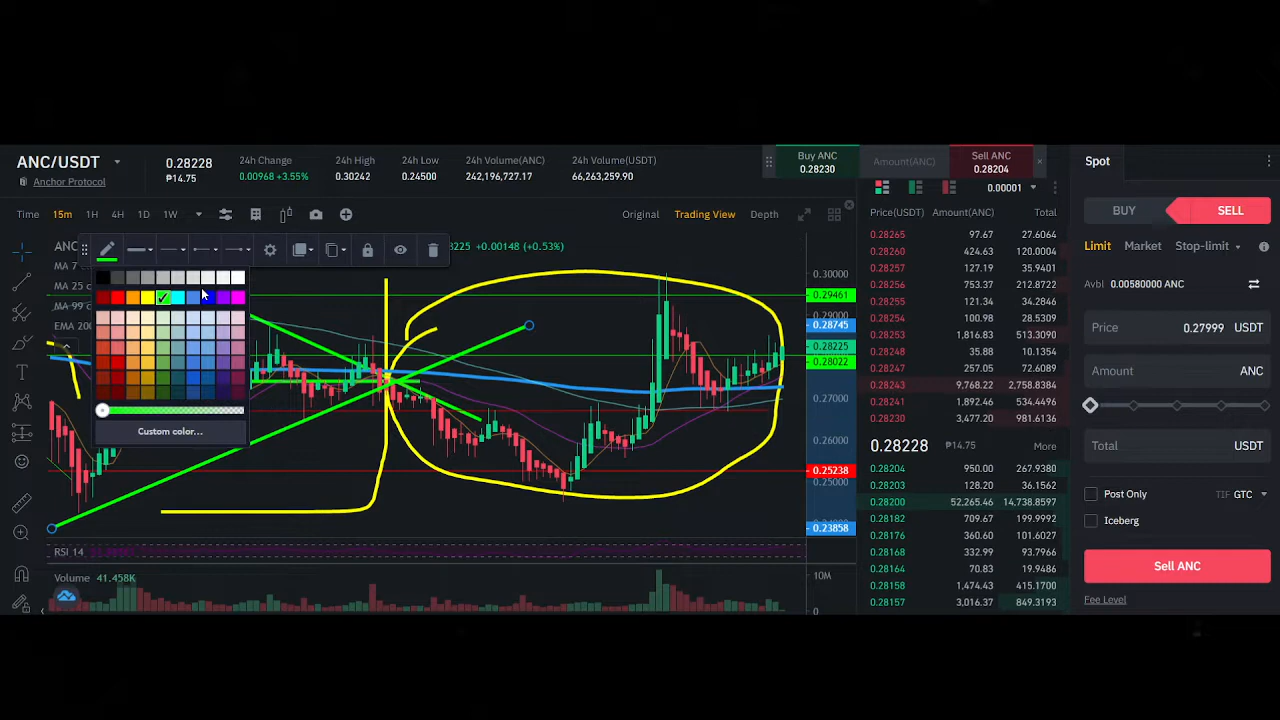 ANC/USDT
Anchor Protocol
0.28228
₱14.75
24h Change
0.00968 +3.55%
24h High
0.30242
24h Low
0.24500
24h Volume(ANC)
242,196,727.17
24h Volume(USDT)
66,263,259.90
Buy ANC
0.28230
Amount(ANC)
Sell ANC
0.28204
Spot
Time 15m 1H 4H 1D 1W
Original Trading View Depth
0.00001
BUY SELL
Limit Market Stop-limit
Avbl 0.00580000 ANC
Price 0.27999 USDT
Amount ANC
Total USDT
Post Only TIF GTC
Iceberg
Sell ANC
Fee Level
ANC
8225 +0.00148 (+0.53%)
MA 7
MA 25
MA 99
EMA 200
Custom color...
0.30000
0.29461
0.29000
0.28745
0.28225
0.28022
0.27000
0.26000
0.25238
0.25000
0.23858
RSI 14
Volume 41.458K
10M
0
Price(USDT) Amount(ANC) Total
0.28265 97.67 27.6064
0.28260 424.63 120.0004
0.28258 127.19 35.9401
0.28256 753.37 212.8722
0.28254 121.34 34.2846
0.28250 100.98 28.5309
0.28253 1,816.83 513.3090
0.28248 35.88 10.1354
0.28247 257.05 72.6089
0.28243 9,768.22 2,758.8384
0.28241 1,892.46 534.4496
0.28230 3,477.20 981.6136
0.28228 ₱14.75 More
0.28204 950.00 267.9380
0.28203 128.20 36.1562
0.28200 52,265.46 14,738.8597
0.28182 709.67 199.9992
0.28176 360.60 101.6027
0.28168 332.99 93.7966
0.28164 70.83 19.9486
0.28158 1,474.43 415.1700
0.28157 3,016.37 849.3193